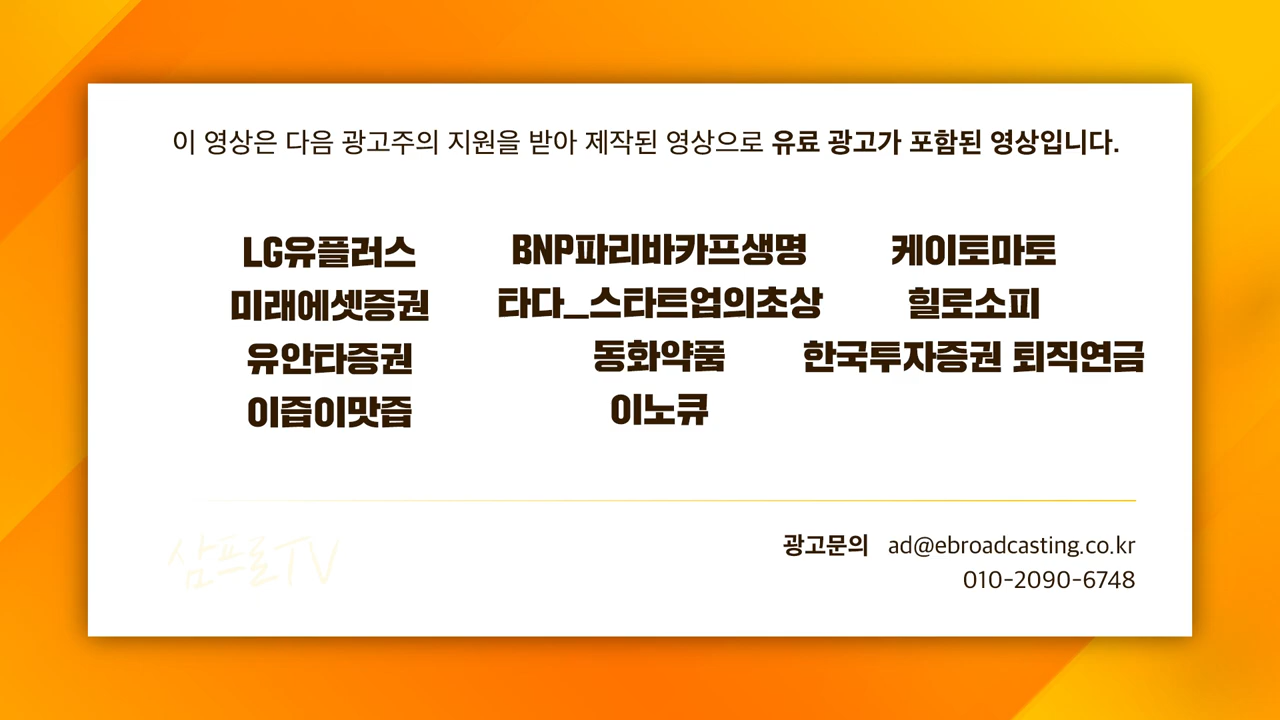 이 영상은 다음 광고주의 지원을 받아 제작된 영상으로 유료 광고가 포함된 영상입니다.
LG유플러스 BNP파리바카프생명 케이토마토
미래에셋증권 타다_스타트업의초상 힐로소피
유안타증권 동화약품 한국투자증권 퇴직연금
이즙이맛즙 이노큐
삼프로TV
광고문의 ad@ebroadcasting.co.kr
010-2090-6748